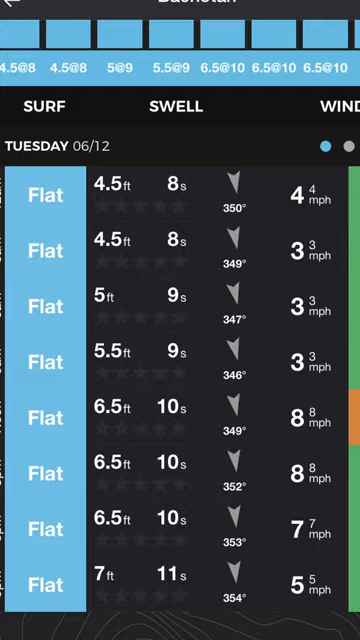 4.5@8 4.5@8 5@9 5.5@9 6.5@10 6.5@10 6.5@10
SURF SWELL WIND
TUESDAY 06/12
Flat 4.5ft 8s 350° 4 4 mph
Flat 4.5ft 8s 349° 3 3 mph
Flat 5ft 9s 347° 3 3 mph
Flat 5.5ft 9s 346° 3 3 mph
Flat 6.5ft 10s 349° 8 8 mph
Flat 6.5ft 10s 352° 8 8 mph
Flat 6.5ft 10s 353° 7 7 mph
Flat 7ft 11s 354° 5 5 mph